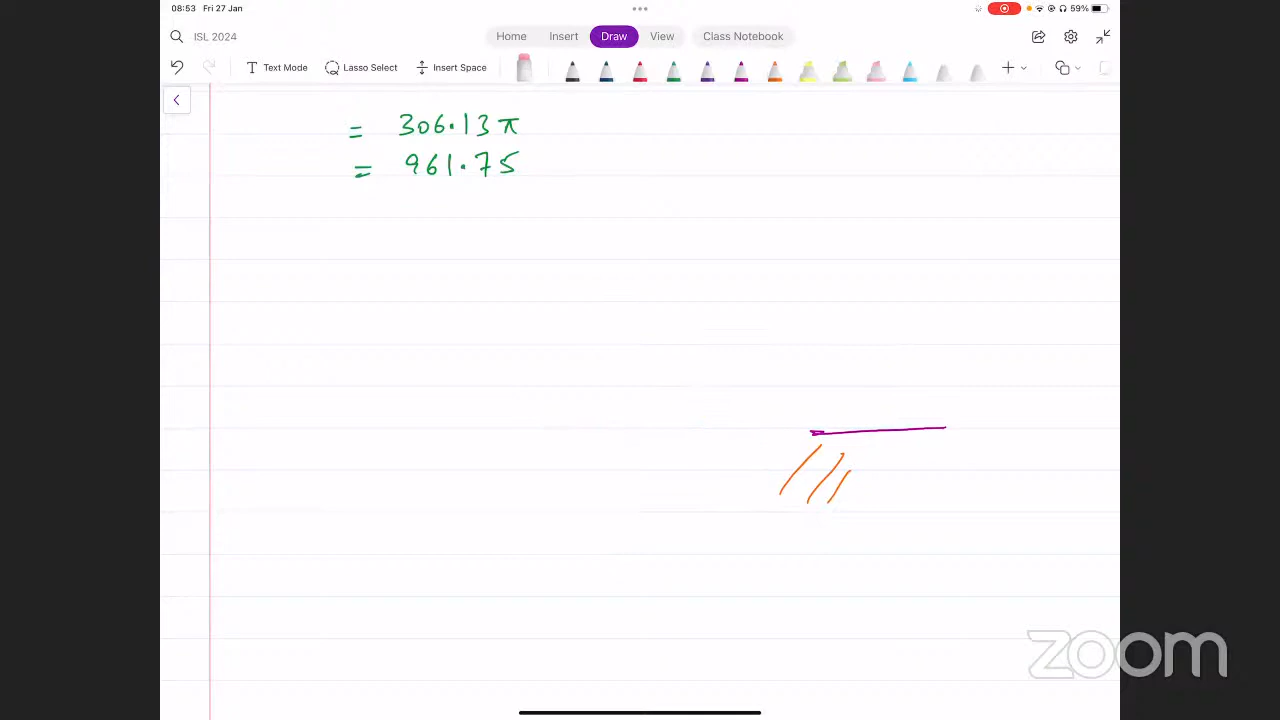 08:53 Fri 27 Jan
59%
ISL 2024
Home Insert Draw View Class Notebook
Text Mode Lasso Select Insert Space
= 306.13π
= 961.75
zoom